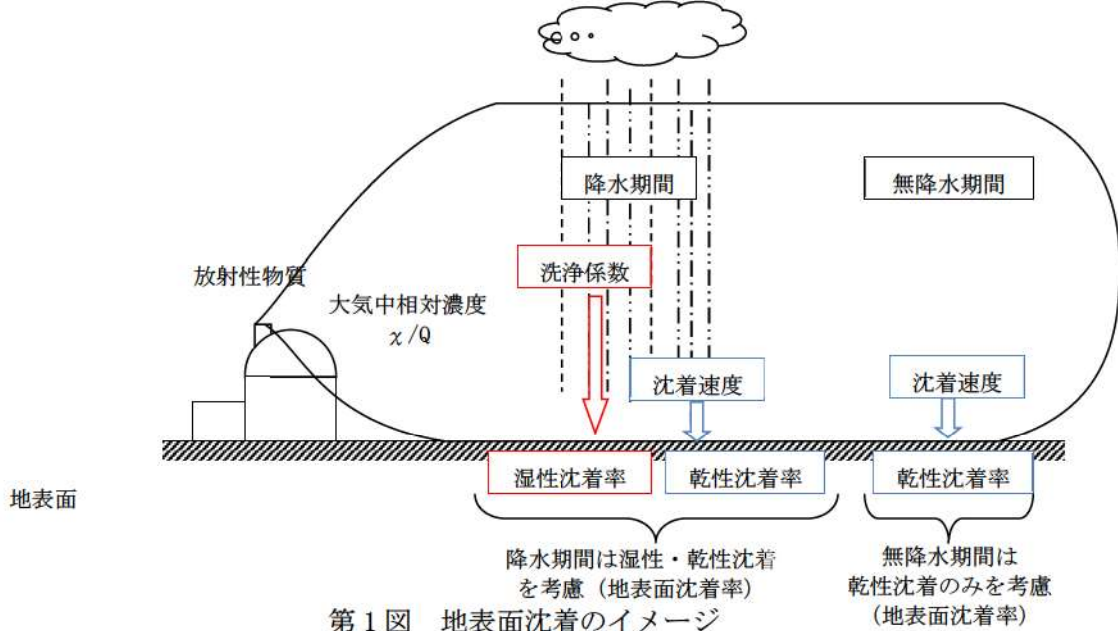 降水期間
無降水期間
洗浄係数
放射性物質
大気中相対濃度
χ/Q
沈着速度
沈着速度
湿性沈着率
乾性沈着率
乾性沈着率
地表面
降水期間は湿性・乾性沈着
を考慮（地表面沈着率）
無降水期間は
乾性沈着のみを考慮
（地表面沈着率）
第１図　地表面沈着のイメージ